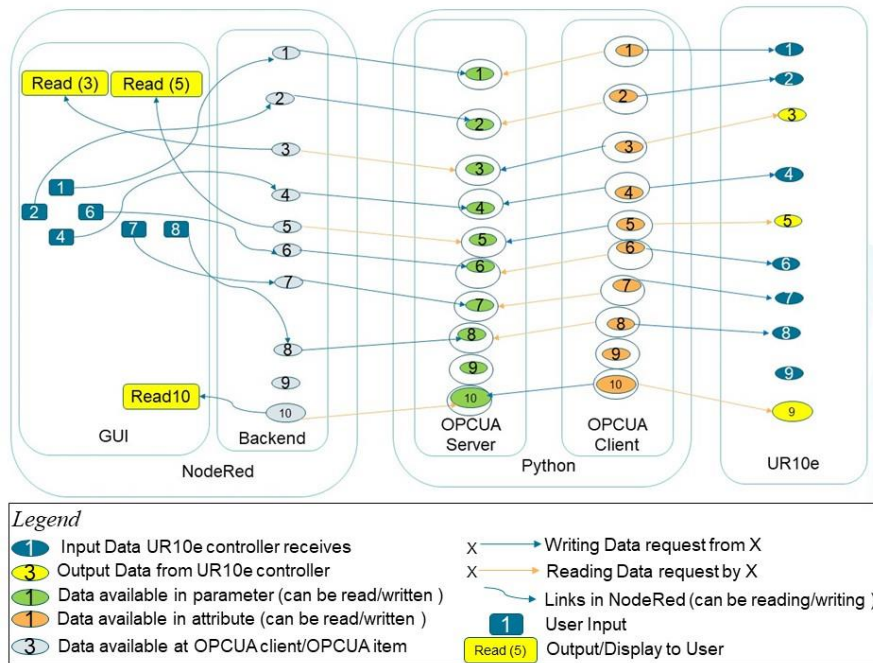 Read (3) Read (5)
1
2 6
4 7 8
Read10
GUI
1
2
3
4
5
6
7
8
9
10
Backend
NodeRed
1
2
3
4
5
6
7
8
9
10
OPCUA
Server
1
2
3
4
5
6
7
8
9
10
OPCUA
Client
Python
1
2
3
4
5
6
7
8
9
9
UR10e
Legend
1 Input Data UR10e controller receives
3 Output Data from UR10e controller
1 Data available in parameter (can be read/written )
1 Data available in attribute (can be read/written )
3 Data available at OPCUA client/OPCUA item
X Writing Data request from X
X Reading Data request by X
Links in NodeRed (can be reading/writing )
1 User Input
Read (5) Output/Display to User